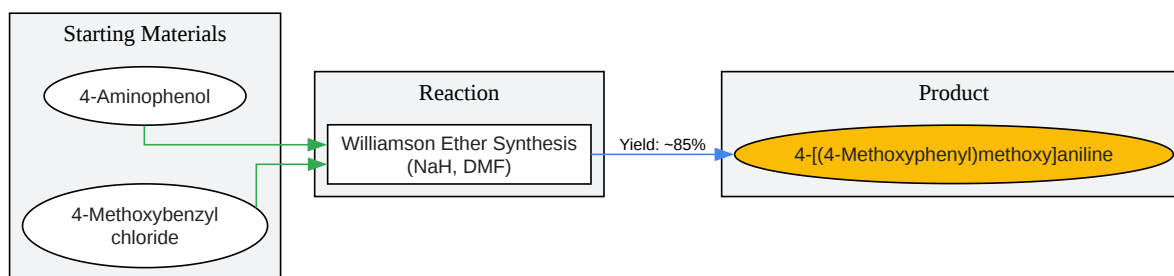 Starting Materials
4-Aminophenol
4-Methoxybenzyl
chloride
Reaction
Williamson Ether Synthesis
(NaH, DMF)
Yield: ~85%
Product
4-[(4-Methoxyphenyl)methoxy]aniline